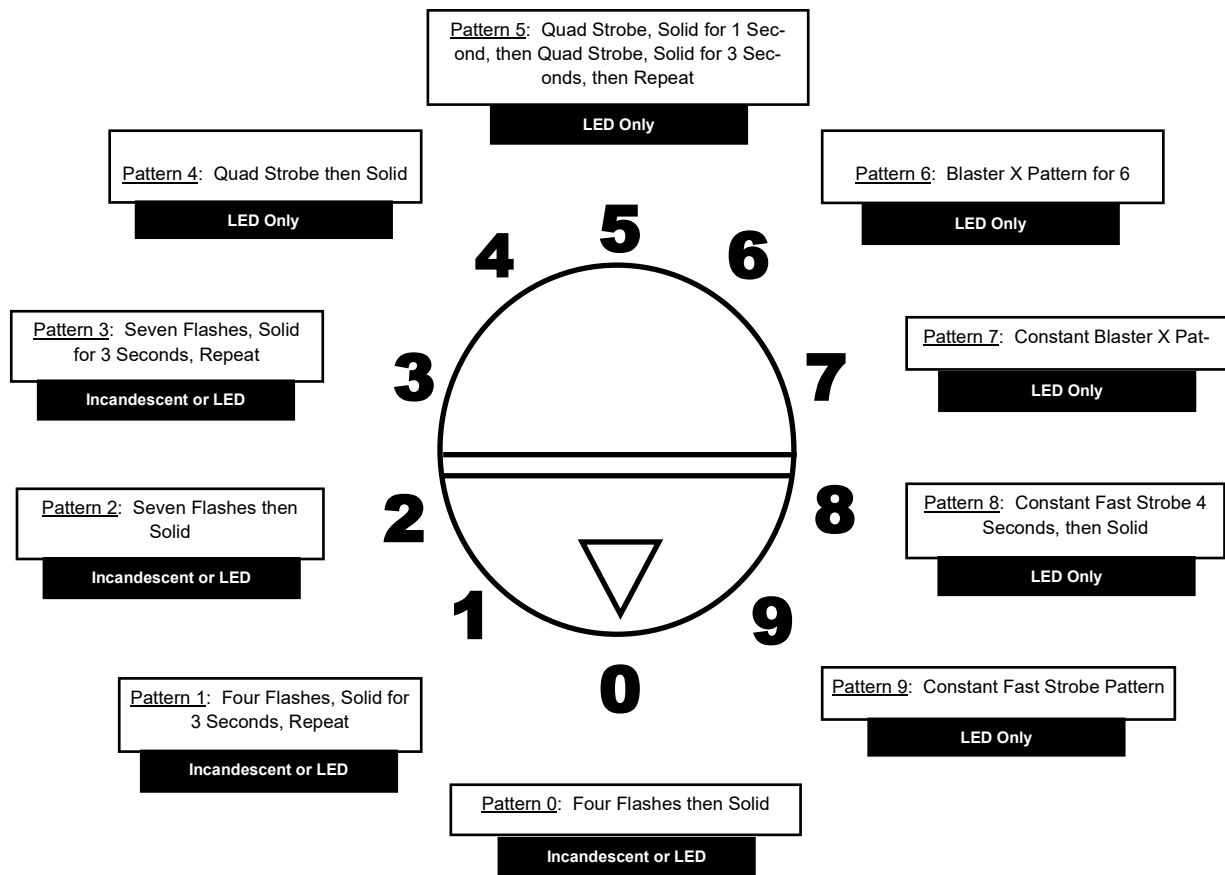 Pattern 5:  Quad Strobe, Solid for 1 Sec-
ond, then Quad Strobe, Solid for 3 Sec-
onds, then Repeat
LED Only
Pattern 4:  Quad Strobe then Solid
LED Only
Pattern 6:  Blaster X Pattern for 6
LED Only
5
4
6
Pattern 3:  Seven Flashes, Solid
for 3 Seconds, Repeat
Incandescent or LED
3
7
Pattern 7:  Constant Blaster X Pat-
LED Only
Pattern 2:  Seven Flashes then
Solid
Incandescent or LED
2
8
Pattern 8:  Constant Fast Strobe 4
Seconds, then Solid
LED Only
1
9
0
Pattern 1:  Four Flashes, Solid for
3 Seconds, Repeat
Incandescent or LED
Pattern 9:  Constant Fast Strobe Pattern
LED Only
Pattern 0:  Four Flashes then Solid
Incandescent or LED